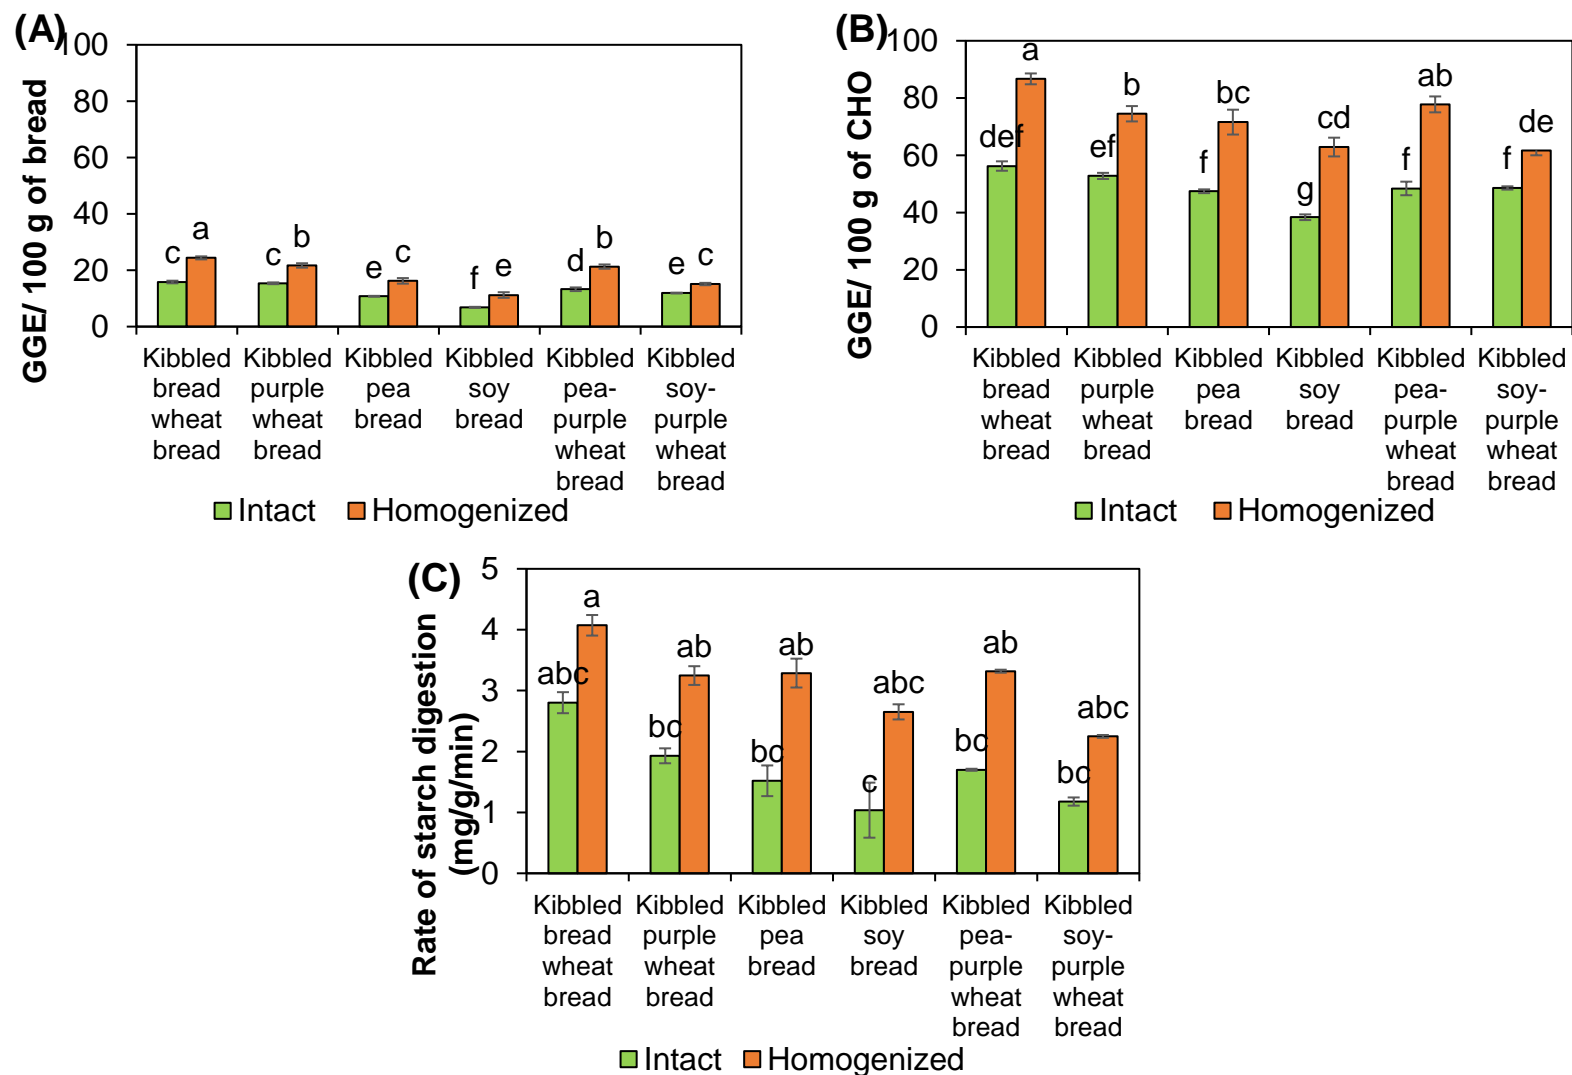 (A)
GGE/ 100 g of bread
100
80
60
40
20
0
c a c b e c f e d b e c
Kibbled Kibbled Kibbled Kibbled Kibbled Kibbled
bread purple pea soy pea- soy-
wheat wheat bread bread purple purple
bread bread wheat wheat
bread bread
Intact Homogenized
(B)
GGE/ 100 g of CHO
100
80
60
40
20
0
def a ef b f bc g cd f ab f de
Kibbled Kibbled Kibbled Kibbled Kibbled Kibbled
bread purple pea soy pea- soy-
wheat wheat bread bread purple purple
bread bread wheat wheat
bread bread
Intact Homogenized
(C)
Rate of starch digestion
(mg/g/min)
5
4
3
2
1
0
abc a bc ab bc ab c abc bc ab bc abc
Kibbled Kibbled Kibbled Kibbled Kibbled Kibbled
bread purple pea soy pea- soy-
wheat wheat bread bread purple purple
bread bread wheat wheat
bread bread
Intact Homogenized